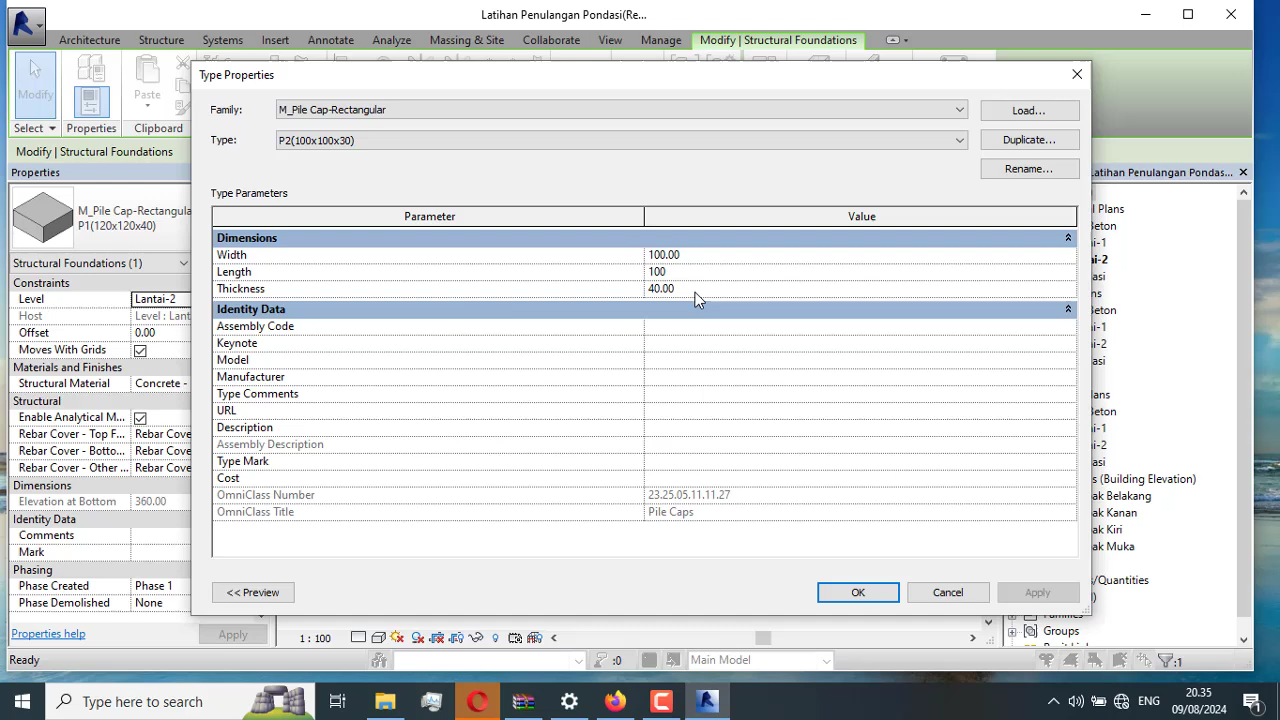 Latihan Penulangan Pondasi(Re...
Architecture Structure Systems Insert Annotate Analyze Massing & Site Collaborate View Manage Modify | Structural Foundations
Modify
Paste
Select Properties Clipboard
Modify | Structural Foundations
Type Properties
Family: M_Pile Cap-Rectangular Load...
Type: P2(100x100x30) Duplicate...
Rename...
Type Parameters
Parameter Value
Dimensions
Width 100.00
Length 100
Thickness 40.00
Identity Data
Assembly Code
Keynote
Model
Manufacturer
Type Comments
URL
Description
Assembly Description
Type Mark
Cost
OmniClass Number 23.25.05.11.11.27
OmniClass Title Pile Caps
<< Preview OK Cancel Apply
Properties
M_Pile Cap-Rectangula
P1(120x120x40)
Structural Foundations (1)
Constraints
Level Lantai-2
Host Level : Lant
Offset 0.00
Moves With Grids
Materials and Finishes
Structural Material Concrete -
Structural
Enable Analytical M...
Rebar Cover - Top F... Rebar Cove
Rebar Cover - Botto... Rebar Cove
Rebar Cover - Other ... Rebar Cove
Dimensions
Elevation at Bottom 360.00
Identity Data
Comments
Mark
Phasing
Phase Created Phase 1
Phase Demolished None
Properties help Apply
Latihan Penulangan Pondas...
al Plans
Beton
i-1
i-2
asi
ns
Beton
i-1
i-2
asi
ns
Beton
i-1
i-2
asi
s (Building Elevation)
ak Belakang
ak Kanan
ak Kiri
ak Muka
s/Quantities
)
Families
Groups
1 : 100
Ready :0 Main Model :1
Type here to search
ENG
20.35
09/08/2024
1